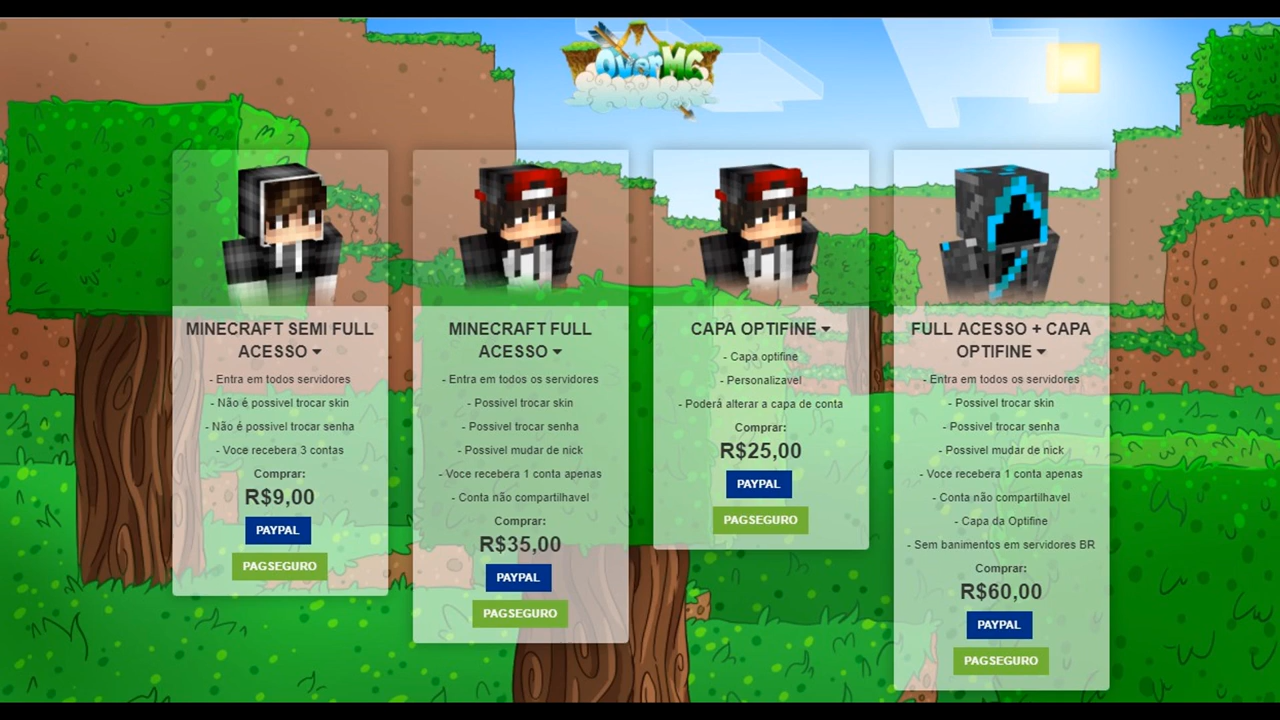 OverMC
MINECRAFT SEMI FULL
ACESSO
- Entra em todos servidores
- Não é possivel trocar skin
- Não é possivel trocar senha
- Voce recebera 3 contas
Comprar:
R$9,00
PAYPAL
PAGSEGURO
MINECRAFT FULL
ACESSO
- Entra em todos os servidores
- Possivel trocar skin
- Possivel trocar senha
- Possivel mudar de nick
- Voce recebera 1 conta apenas
- Conta não compartilhavel
Comprar:
R$35,00
PAYPAL
PAGSEGURO
CAPA OPTIFINE
- Capa optifine
- Personalizavel
- Poderá alterar a capa de conta
Comprar:
R$25,00
PAYPAL
PAGSEGURO
FULL ACESSO + CAPA
OPTIFINE
- Entra em todos os servidores
- Possivel trocar skin
- Possivel trocar senha
- Possivel mudar de nick
- Voce recebera 1 conta apenas
- Conta não compartilhavel
- Capa da Optifine
- Sem banimentos em servidores BR
Comprar:
R$60,00
PAYPAL
PAGSEGURO